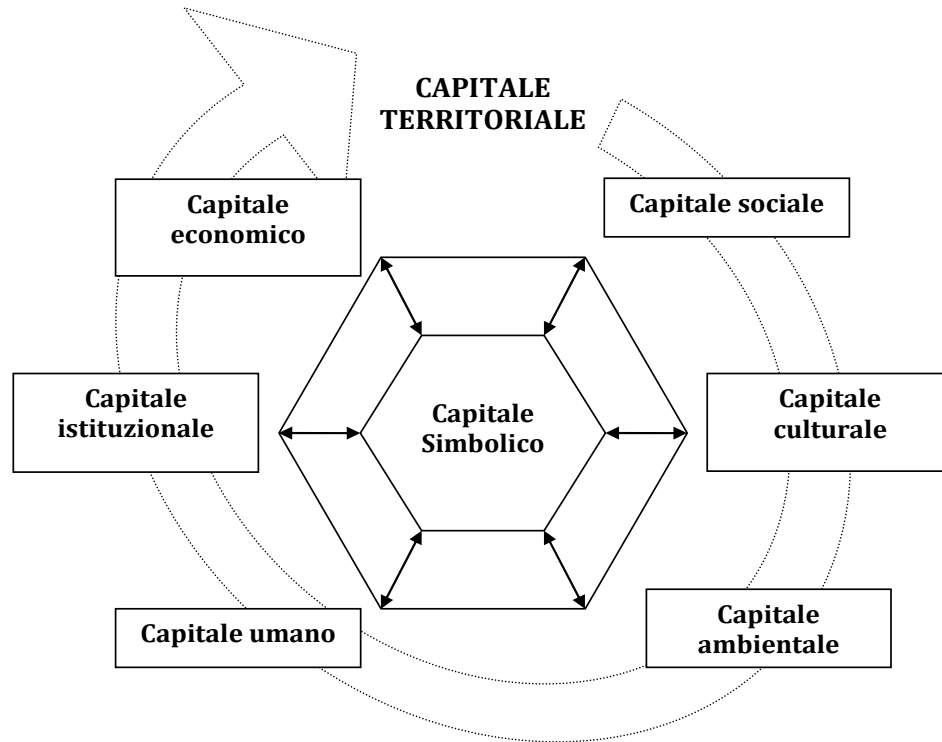 CAPITALE
TERRITORIALE
Capitale
economico
Capitale sociale
Capitale
istituzionale
Capitale
Simbolico
Capitale
culturale
Capitale umano
Capitale
ambientale